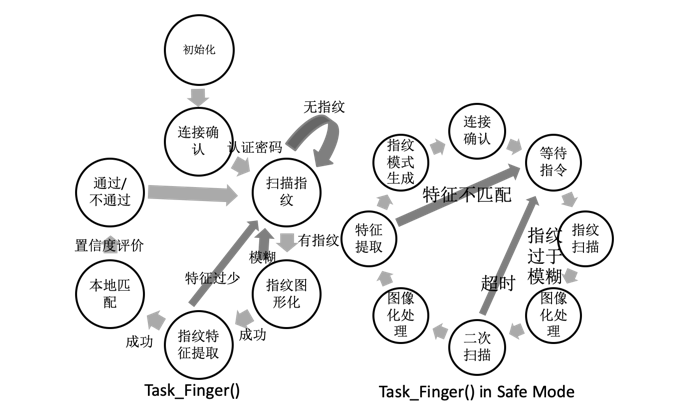 初始化
连接确
认
认证密码
无指纹
扫描指
纹
有指纹
模糊
指纹图
形化
成功
特征过少
指纹特
征提取
成功
本地匹
配
置信度评价
通过/
不通过
Task_Finger()
连接
确认
等待
指令
指纹
扫描
指纹
过于
模糊
图像
化处
理
二次
扫描
超时
图像
化处
理
特征
提取
特征不匹配
指纹
模式
生成
Task_Finger() in Safe Mode